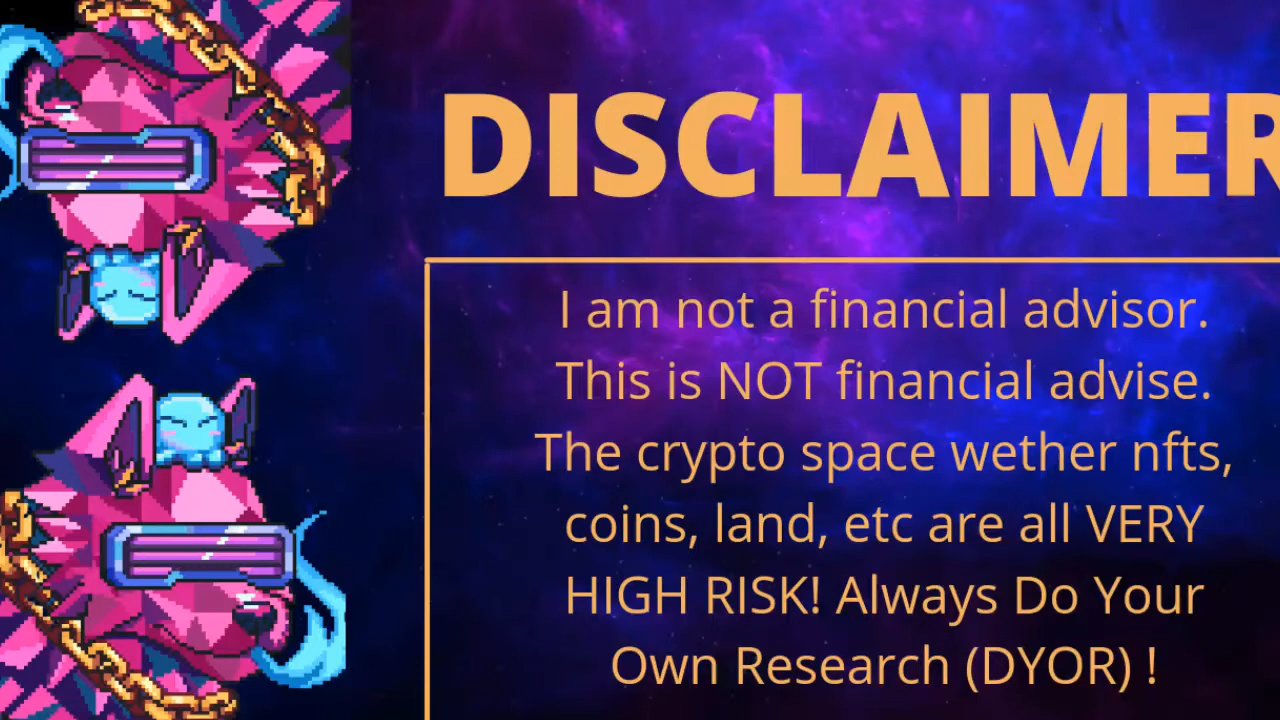 DISCLAIMER
I am not a financial advisor.
This is NOT financial advise.
The crypto space wether nfts,
coins, land, etc are all VERY
HIGH RISK! Always Do Your
Own Research (DYOR) !